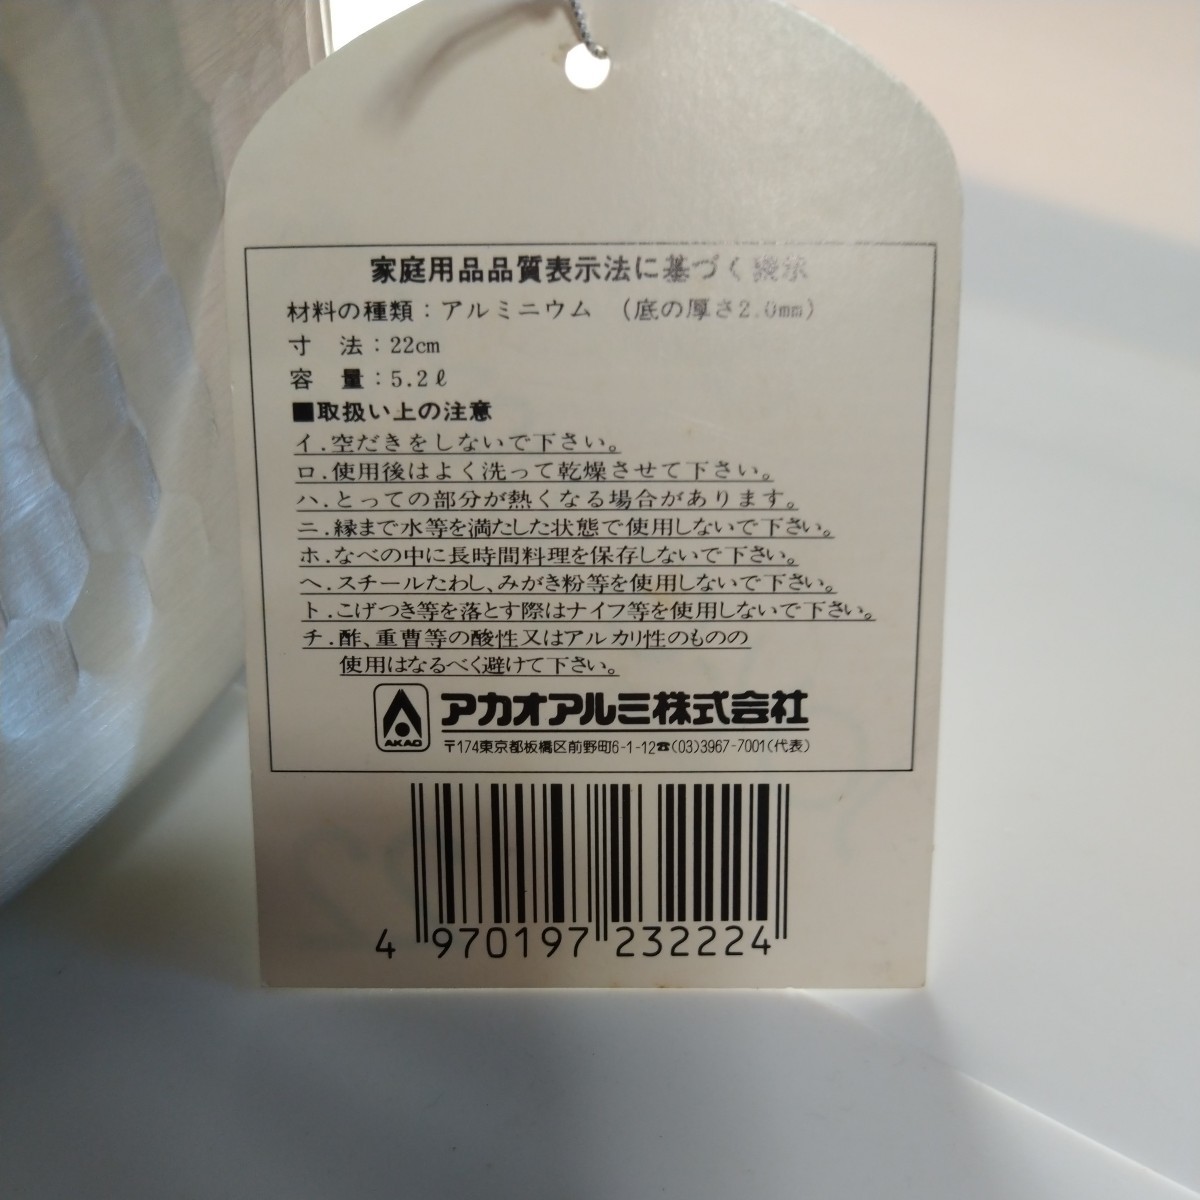 家庭用品品質表示法に基づく表示
材料の種類：アルミニウム （底の厚さ2.0mm）
寸 法：22cm
容 量：5.2ℓ
■取扱い上の注意
イ.空だきをしないで下さい。
ロ.使用後はよく洗って乾燥させて下さい。
ハ.とっての部分が熱くなる場合があります。
ニ.縁まで水等を満たした状態で使用しないで下さい。
ホ.なべの中に長時間料理を保存しないで下さい。
ヘ.スチールたわし、みがき粉等を使用しないで下さい。
ト.こげつき等を落とす際はナイフ等を使用しないで下さい。
チ.酢、重曹等の酸性又はアルカリ性のものの
使用はなるべく避けて下さい。
AKAO アカオアルミ株式会社
〒174東京都板橋区前野町6-1-12☎(03)3967-7001(代表)
4 970197 232224